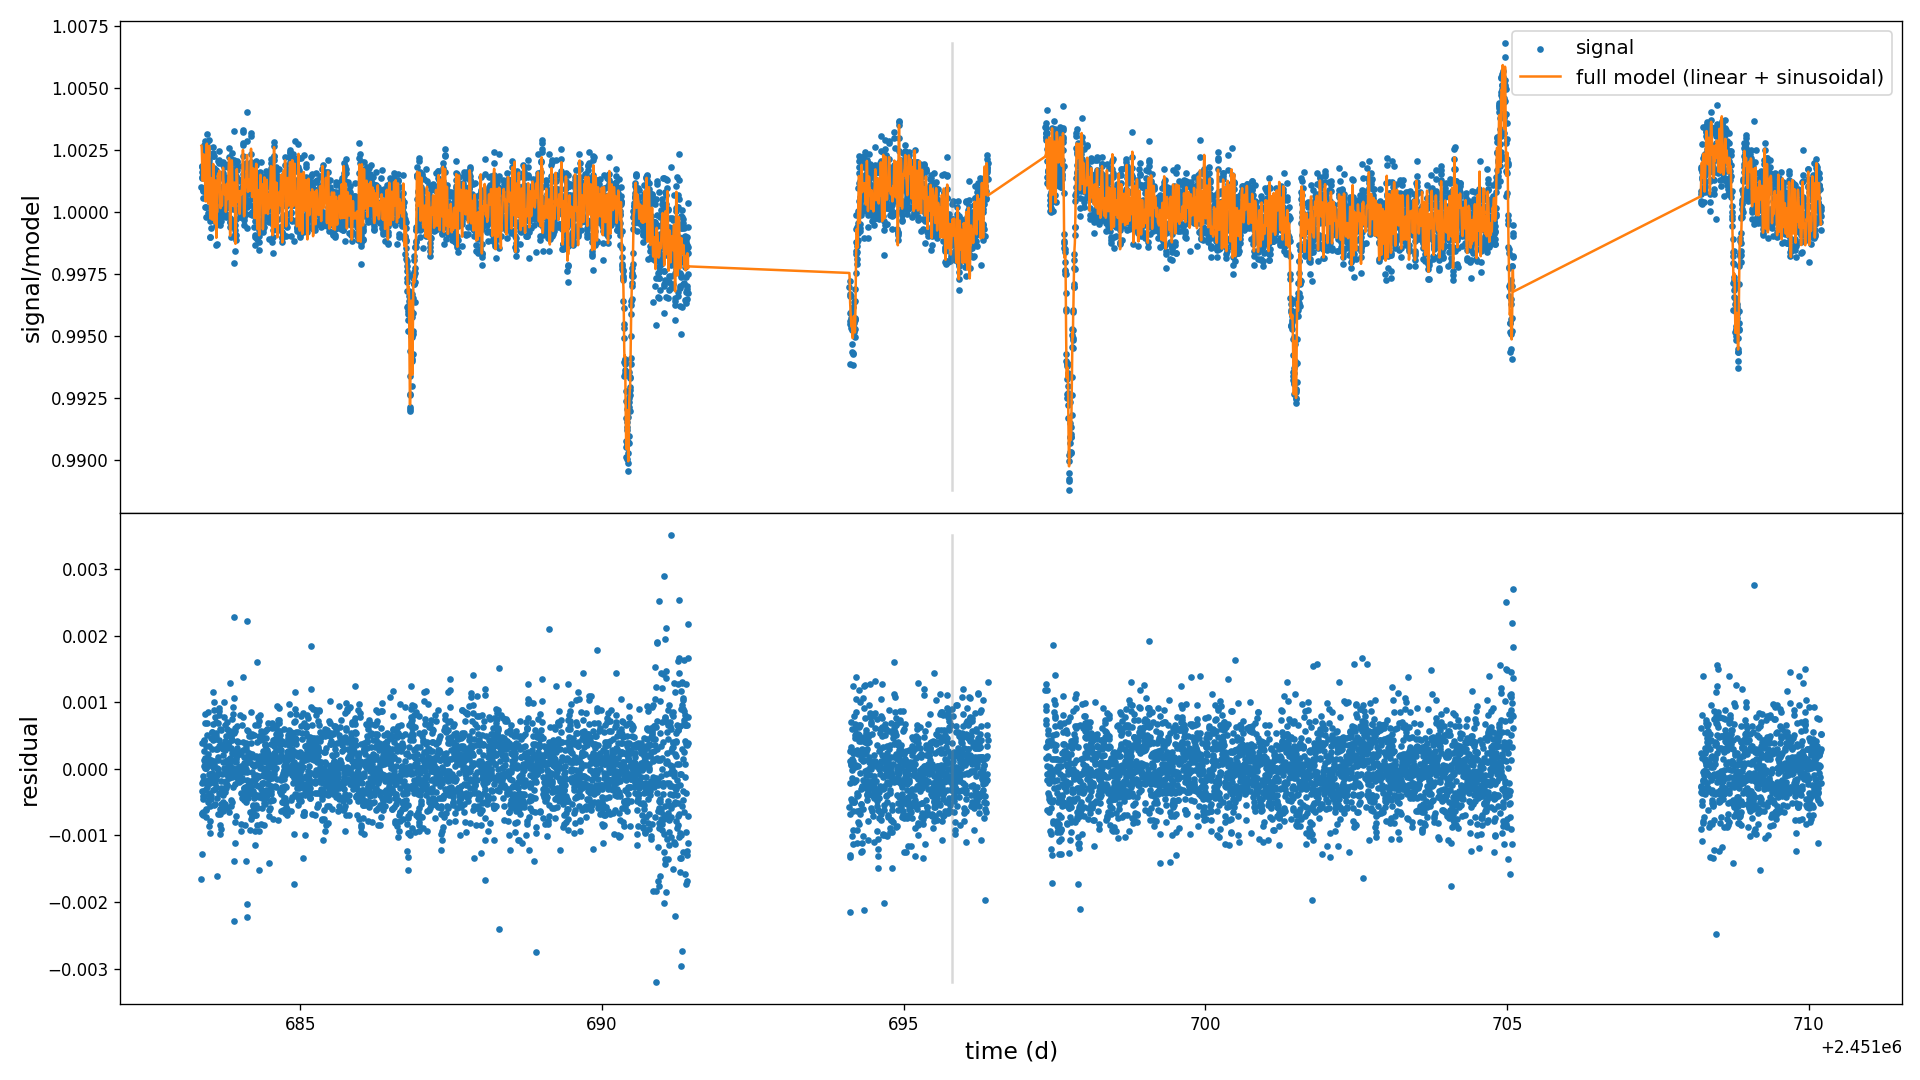 1.0075
1.0050
1.0025
1.0000
0.9975
0.9950
0.9925
0.9900
signal/model
signal
full model (linear + sinusoidal)
0.003
0.002
0.001
0.000
−0.001
−0.002
−0.003
residual
685 690 695 700 705 710
time (d)
+2.451e6